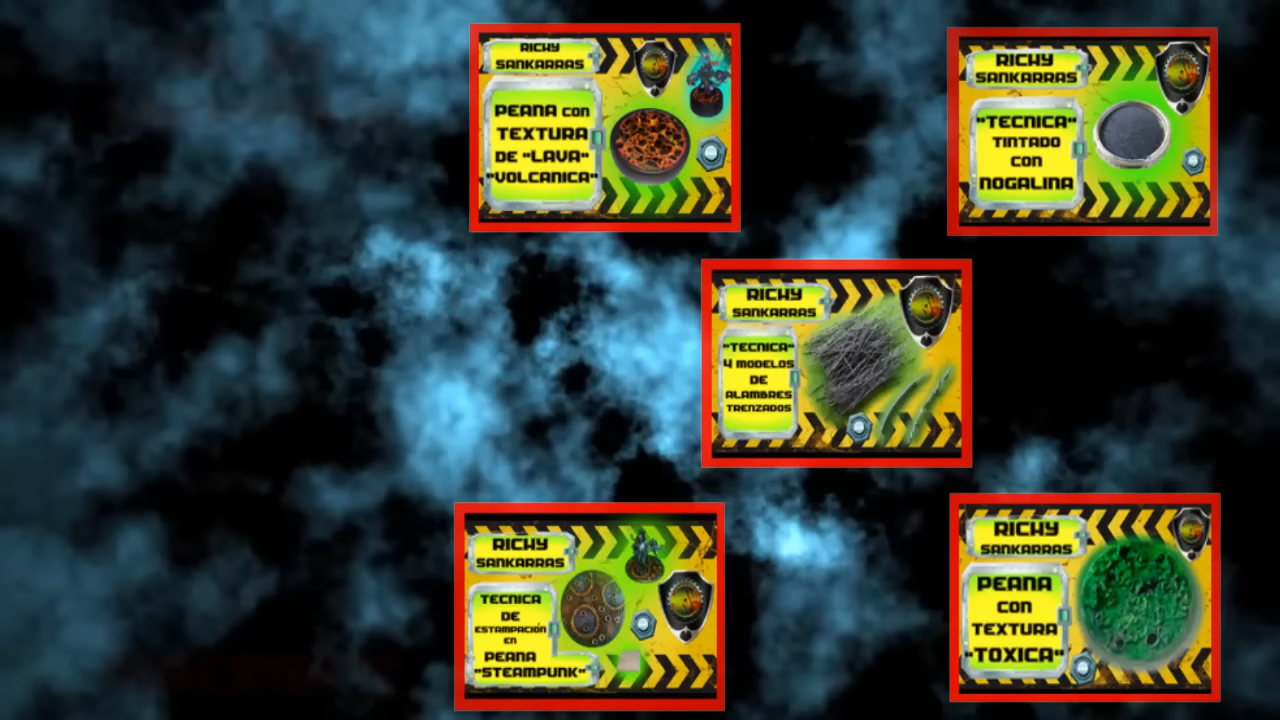 RICHY
SANKARRAS
PEANA con
TEXTURA
DE "LAVA"
"VOLCANICA"
RICHY
SANKARRAS
"TECNICA"
TINTADO
CON
NOGALINA
RICHY
SANKARRAS
"TECNICA"
4 MODELOS
DE
ALAMBRES
TRENZADOS
RICHY
SANKARRAS
TECNICA
DE
ESTAMPACIÓN
EN
PEANA
"STEAMPUNK"
RICHY
SANKARRAS
PEANA
CON
TEXTURA
"TOXICA"